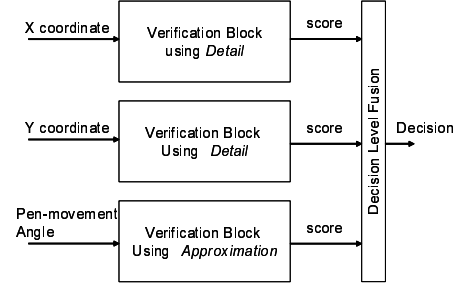 X coordinate
Verification Block
using Detail
score
Y coordinate
Verification Block
Using Detail
score
Pen-movement
Angle
Verification Block
Using Approximation
score
Decision Level Fusion
Decision